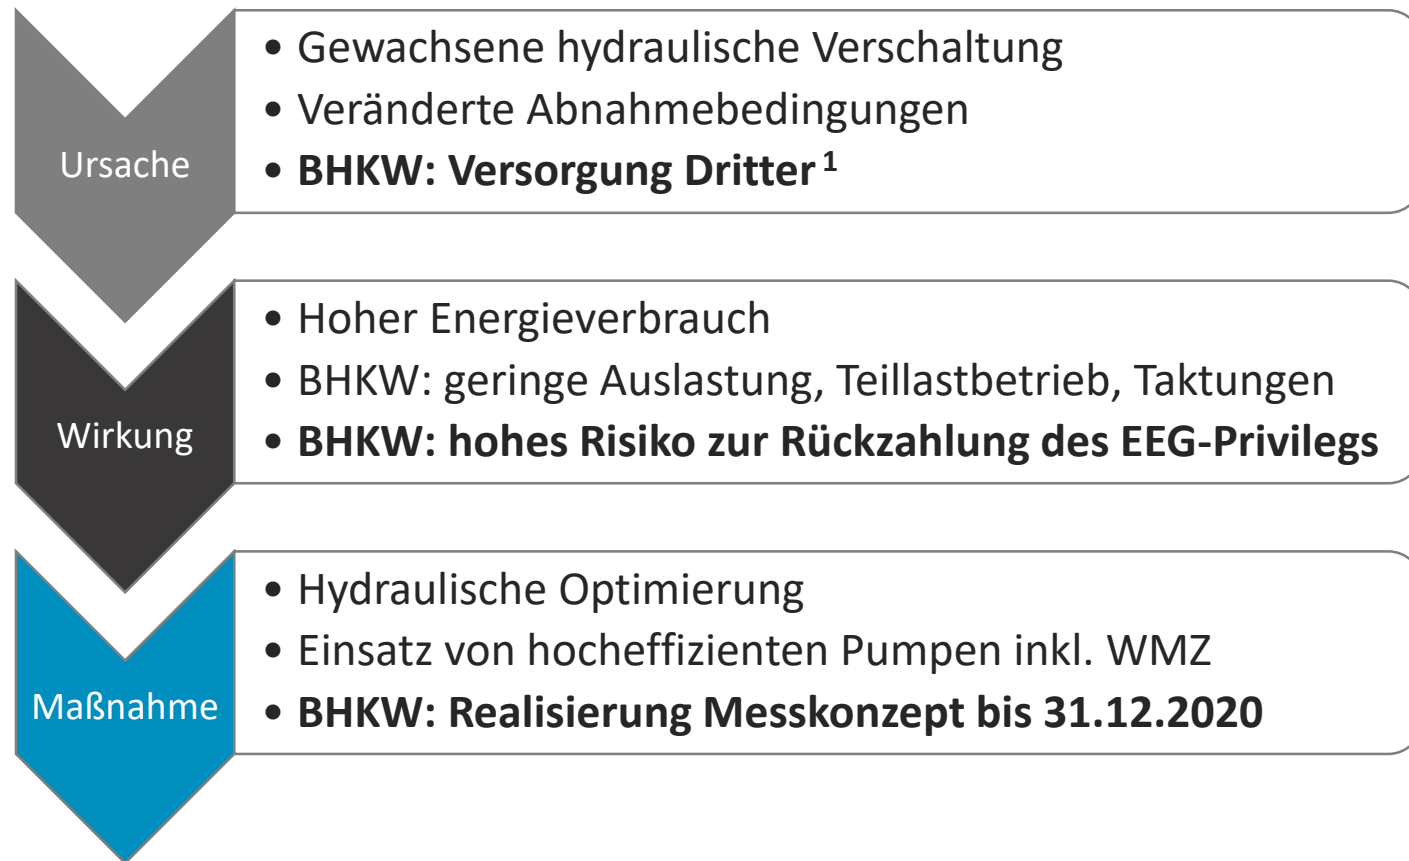 Ursache
• Gewachsene hydraulische Verschaltung
• Veränderte Abnahmebedingungen
• BHKW: Versorgung Dritter ¹
Wirkung
• Hoher Energieverbrauch
• BHKW: geringe Auslastung, Teillastbetrieb, Taktungen
• BHKW: hohes Risiko zur Rückzahlung des EEG-Privilegs
Maßnahme
• Hydraulische Optimierung
• Einsatz von hocheffizienten Pumpen inkl. WMZ
• BHKW: Realisierung Messkonzept bis 31.12.2020